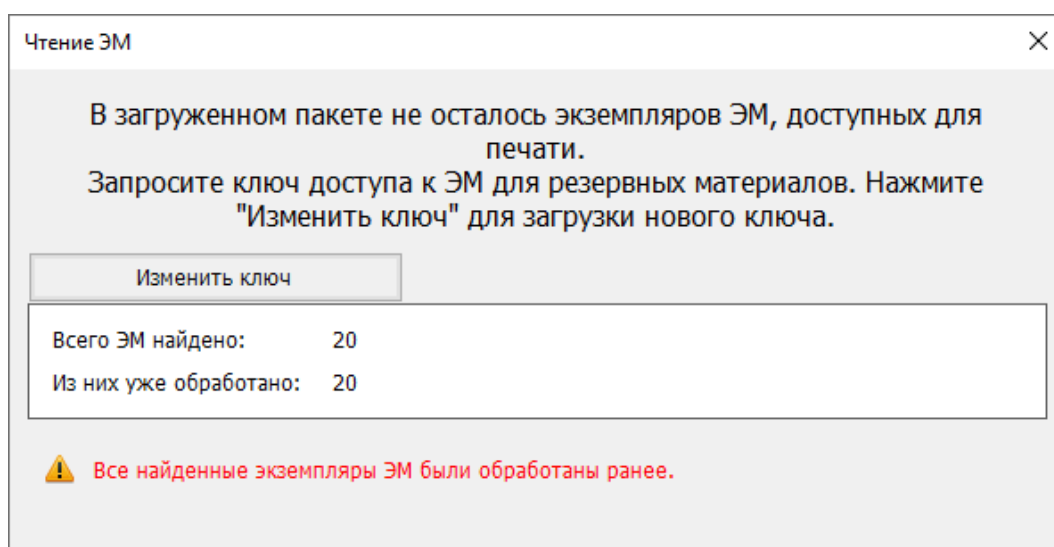 Чтение ЭМ
В загруженном пакете не осталось экземпляров ЭМ, доступных для
печати.
Запросите ключ доступа к ЭМ для резервных материалов. Нажмите
"Изменить ключ" для загрузки нового ключа.
Изменить ключ
Всего ЭМ найдено: 20
Из них уже обработано: 20
Все найденные экземпляры ЭМ были обработаны ранее.